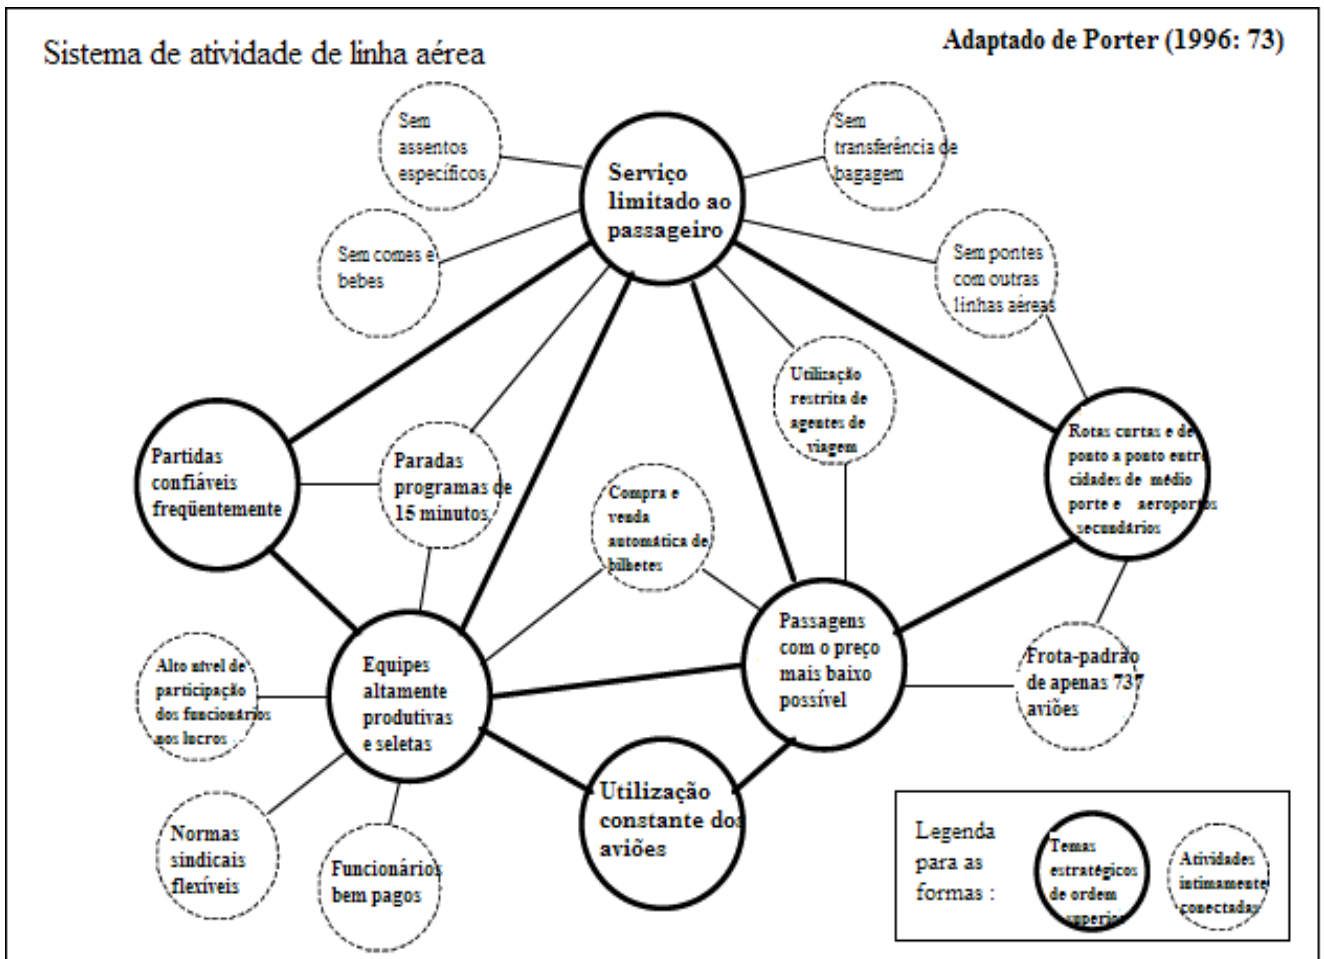 Sistema de atividade de linha aérea
Adaptado de Porter (1996: 73)
Sem
assentos
específicos
Serviço
limitado ao
passageiro
Sem
transferência de
bagagem
Sem comes e
bebes
Sem pontes
com outras
linhas aéreas
Utilização
restrita de
agentes de
viagem
Partidas
confiáveis
freqüentemente
Paradas
programas de
15 minutos
Compra e
venda
automática de
bilhetes
Rotas curtas e de
ponto a ponto entre
cidades de médio
porte e aeroportos
secundários
Alto nível de
participação
dos funcionários
nos lucros
Equipes
altamente
produtivas
e seletas
Passagens
com o preço
mais baixo
possível
Frota-padrão
de apenas 737
aviões
Normas
sindicais
flexíveis
Funcionários
bem pagos
Utilização
constante dos
aviões
Legenda
para as
formas :
Temas
estratégicos
de ordem
superior
Atividades
intimamente
conectadas